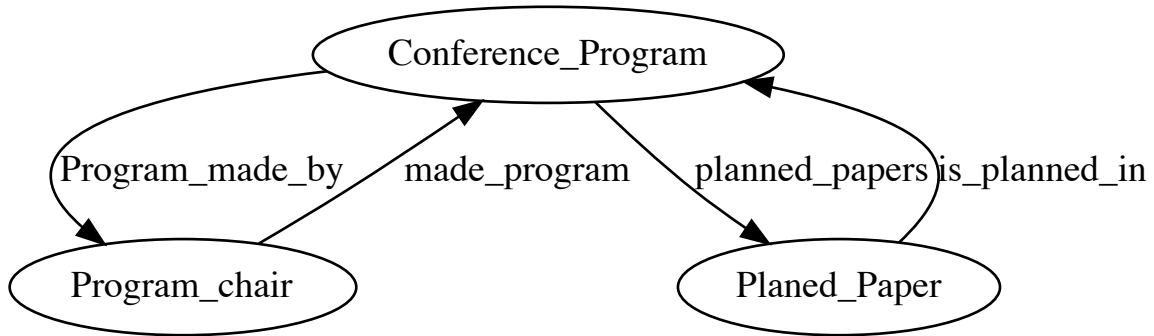 Conference_Program
Program_made_by
made_program
planned_papers
is_planned_in
Program_chair
Planed_Paper